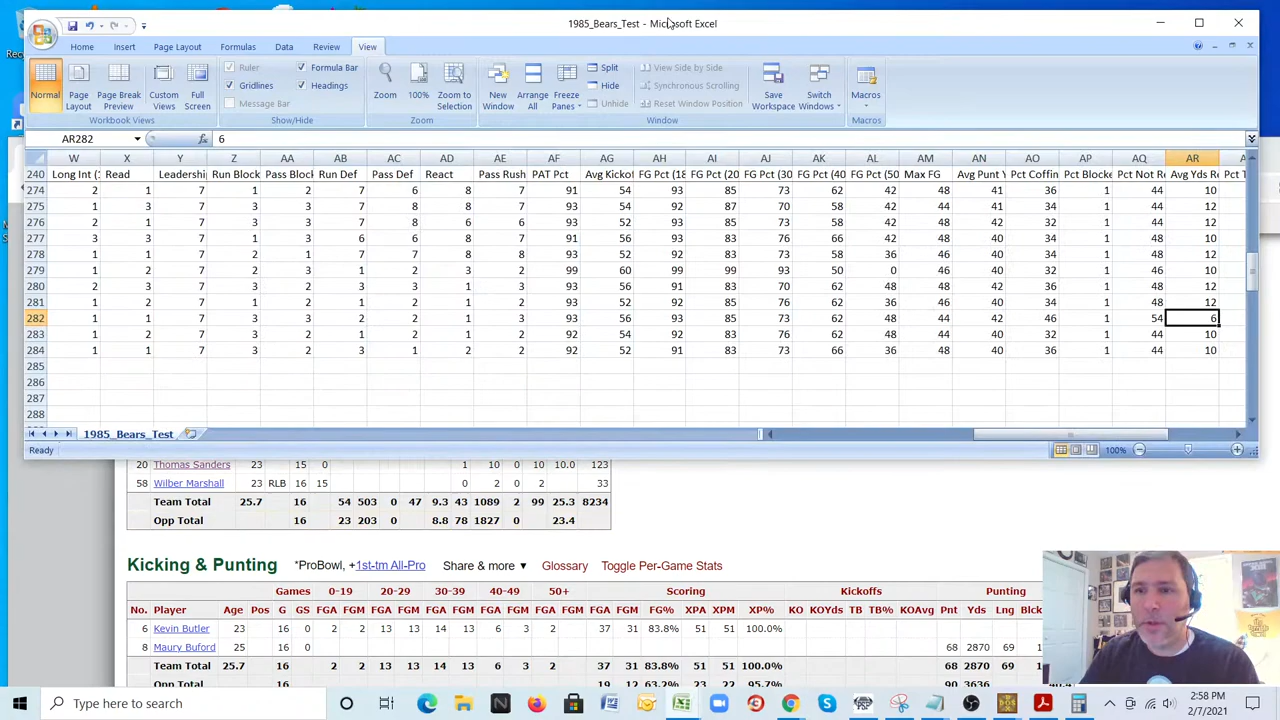 1985_Bears_Test - Microsoft Excel
Home Insert Page Layout Formulas Data Review View
Ruler Formula Bar
Gridlines Headings
Message Bar
Normal Page Layout Page Break Preview Custom Views Full Screen
Zoom 100% Zoom to Selection
New Window Arrange All Freeze Panes
Split
Hide
Unhide
View Side by Side
Synchronous Scrolling
Reset Window Position
Save Workspace Switch Windows Macros
Workbook Views Show/Hide Zoom Window Macros
AR282 fx 6
W X Y Z AA AB AC AD AE AF AG AH AI AJ AK AL AM AN AO AP AQ AR
240 Long Int (1 Read Leadership Run Block Pass Block Run Def Pass Def React Pass Rush PAT Pct Avg Kickof FG Pct (18 FG Pct (20 FG Pct (30 FG Pct (40 FG Pct (50 Max FG Avg Punt Y Pct Coffin Pct Blocke Pct Not Re Avg Yds Re Pct T
274 2 1 7 1 2 7 6 8 7 91 54 93 85 73 62 42 48 41 36 1 44 10
275 1 3 7 1 3 7 8 8 7 93 54 92 87 70 58 42 44 41 34 1 44 12
276 2 1 7 3 3 7 8 6 6 93 52 93 85 73 58 42 48 42 36 1 44 12
277 3 3 7 1 3 6 6 8 7 91 56 93 83 76 66 42 48 40 34 1 48 10
278 1 1 7 2 1 7 7 8 8 93 52 92 83 73 58 36 46 40 34 1 48 12
279 1 2 7 2 3 1 2 3 2 99 60 99 99 93 50 0 46 40 32 1 46 10
280 2 3 7 3 2 3 3 1 3 93 56 91 83 70 62 48 48 42 36 1 48 12
281 1 2 7 1 2 1 2 2 1 93 52 92 85 76 62 36 46 40 34 1 48 12
282 1 1 7 3 3 2 2 1 3 93 56 92 85 73 62 48 44 42 46 1 54 6
283 1 2 7 3 2 1 2 1 2 92 54 92 83 76 62 48 44 40 32 1 44 10
284 1 1 7 3 2 3 1 2 2 92 52 91 83 73 66 36 48 40 36 1 44 10
285
286
287
288
1985_Bears_Test
Ready 100%
20 Thomas Sanders 23 15 0 1 10 0 10 10.0 123
58 Wilber Marshall 23 RLB 16 15 0 2 0 2 33
Team Total 25.7 16 54 503 0 47 9.3 43 1089 2 99 25.3 8234
Opp Total 16 23 203 0 8.8 78 1827 0 23.4
Kicking & Punting *ProBowl, +1st-tm All-Pro Share & more ▼ Glossary Toggle Per-Game Stats
Games 0-19 20-29 30-39 40-49 50+ Scoring Kickoffs Punting
No. Player Age Pos G GS FGA FGM FGA FGM FGA FGM FGA FGM FGA FGM FGA FGM FG% XPA XPM XP% KO KOYds TB TB% KOAvg Pnt Yds Lng Blck
6 Kevin Butler 23 16 0 2 2 13 13 14 13 6 3 2 37 31 83.8% 51 51 100.0%
8 Maury Buford 25 16 0 68 2870 69 1
Team Total 25.7 16 2 2 13 13 14 13 6 3 37 31 83.8% 51 51 100.0% 68 2870 69
Opp Total 16 19 12 63.2% 23 22 95.7% 90 3636
Type here to search
2:58 PM
2/7/2021